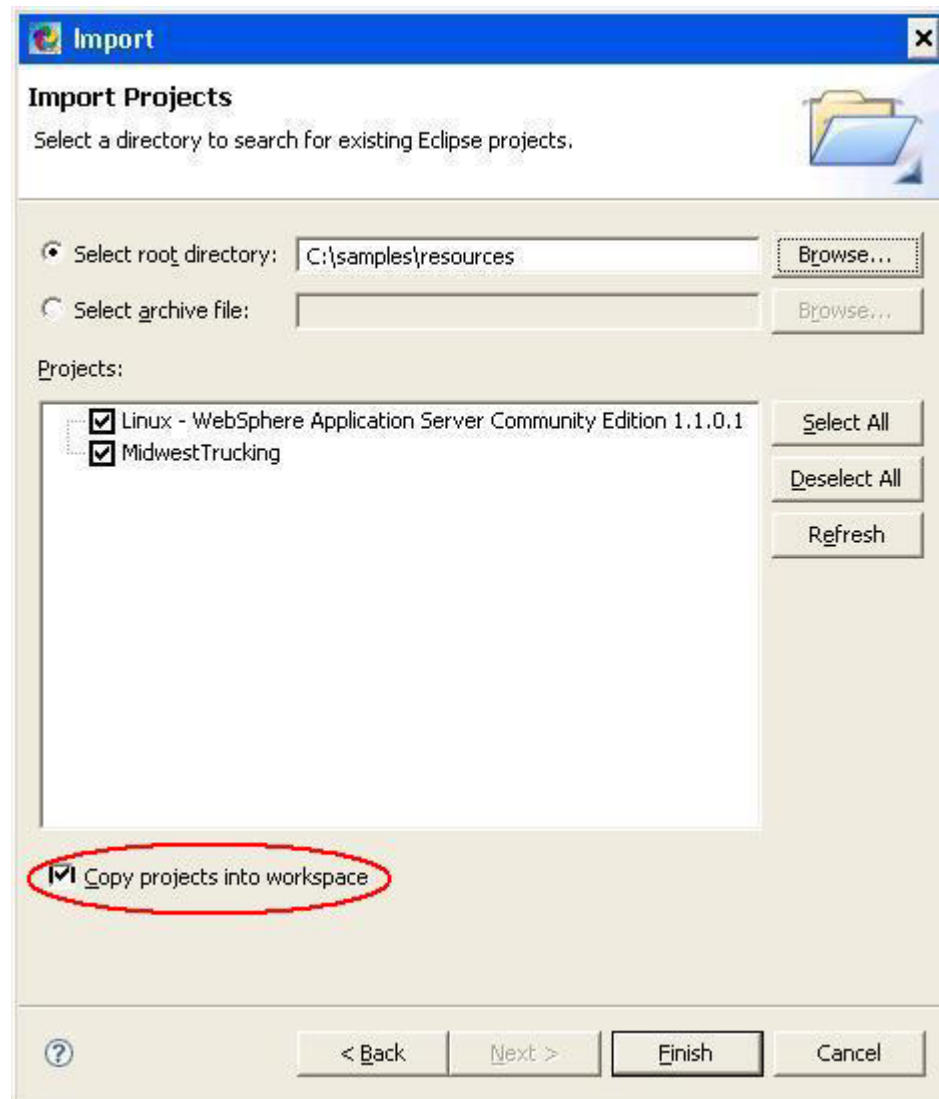 Import
Import Projects
Select a directory to search for existing Eclipse projects.
Select root directory: C:\samples\resources Browse...
Select archive file: Browse...
Projects:
Linux - WebSphere Application Server Community Edition 1.1.0.1 Select All
MidwestTrucking
Deselect All
Refresh
Copy projects into workspace
? < Back Next > Finish Cancel